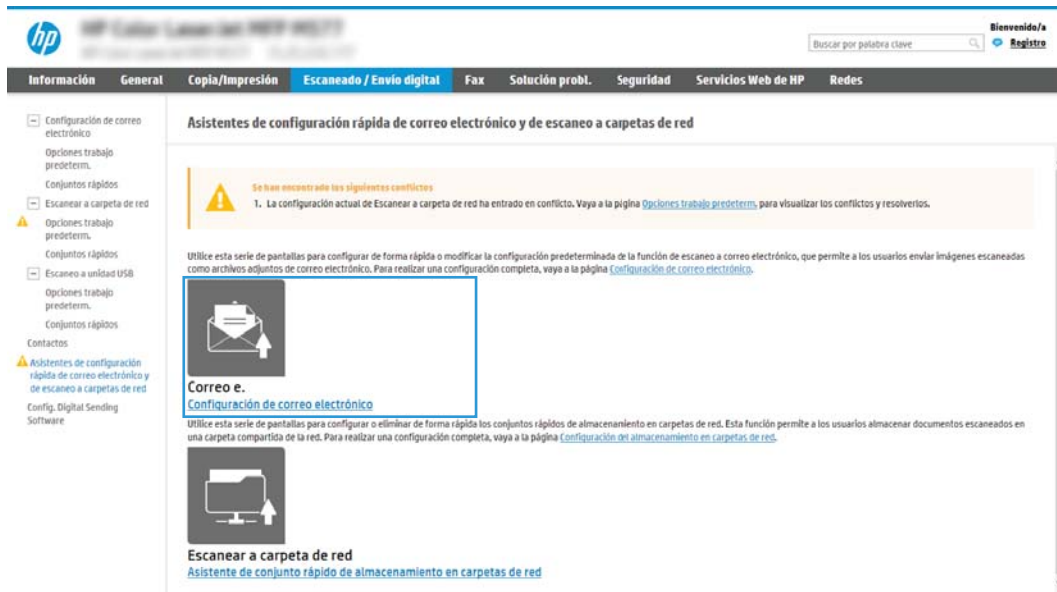 hp
Bienvenido/a
Buscar por palabra clave
Registro
Información General Copia/Impresión Escaneado / Envío digital Fax Solución probl. Seguridad Servicios Web de HP Redes
Configuración de correo
electrónico
Opciones trabajo
predeterm.
Conjuntos rápidos
Escanear a carpeta de red
Opciones trabajo
predeterm.
Conjuntos rápidos
Escaneo a unidad USB
Opciones trabajo
predeterm.
Conjuntos rápidos
Contactos
Asistentes de configuración
rápida de correo electrónico y
de escaneo a carpetas de red
Config. Digital Sending
Software
Asistentes de configuración rápida de correo electrónico y de escaneo a carpetas de red
Se han encontrado los siguientes conflictos
1. La configuración actual de Escanear a carpeta de red ha entrado en conflicto. Vaya a la página Opciones trabajo predeterm. para visualizar los conflictos y resolverlos.
Utilice esta serie de pantallas para configurar de forma rápida o modificar la configuración predeterminada de la función de escaneo a correo electrónico, que permite a los usuarios enviar imágenes escaneadas
como archivos adjuntos de correo electrónico. Para realizar una configuración completa, vaya a la página Configuración de correo electrónico.
Correo e.
Configuración de correo electrónico
Utilice esta serie de pantallas para configurar o eliminar de forma rápida los conjuntos rápidos de almacenamiento en carpetas de red. Esta función permite a los usuarios almacenar documentos escaneados en
una carpeta compartida de la red. Para realizar una configuración completa, vaya a la página Configuración del almacenamiento en carpetas de red.
Escanear a carpeta de red
Asistente de conjunto rápido de almacenamiento en carpetas de red